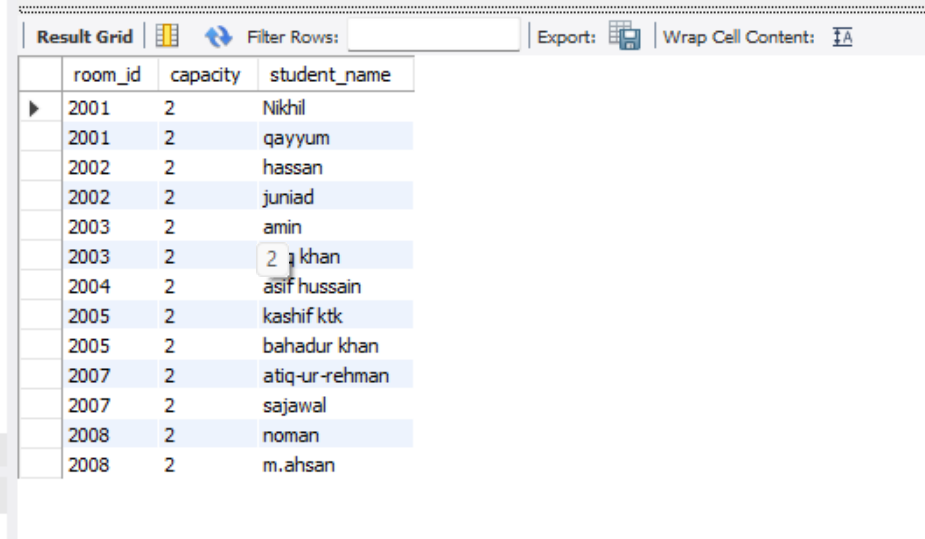 Result Grid Filter Rows: Export: Wrap Cell Content: IA
room_id capacity student_name
2001 2 Nikhil
2001 2 qayyum
2002 2 hassan
2002 2 juniad
2003 2 amin
2003 2 2 khan
2004 2 asif hussain
2005 2 kashif ktk
2005 2 bahadur khan
2007 2 atiq-ur-rehman
2007 2 sajawal
2008 2 noman
2008 2 m.ahsan